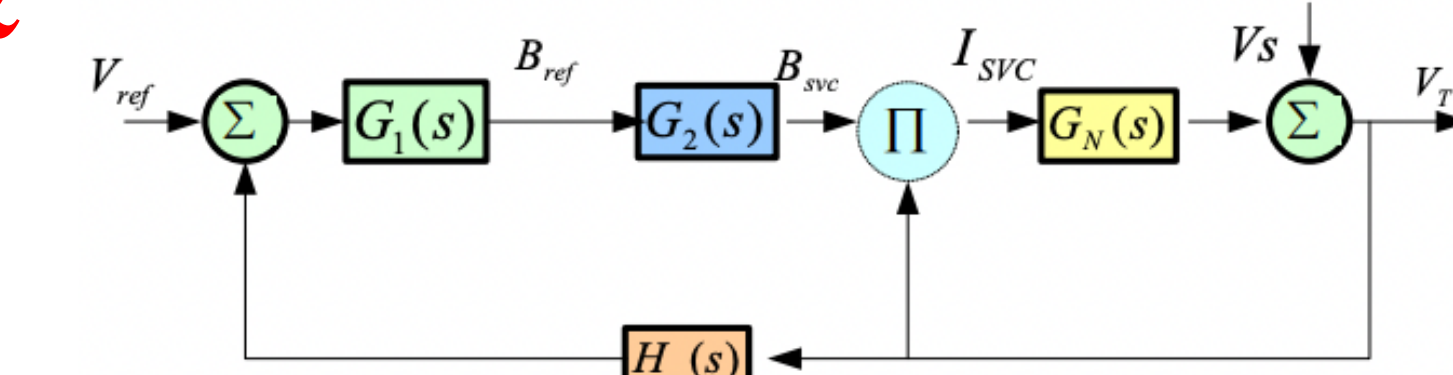 V_ref
Σ
G_1(s)
B_ref
G_2(s)
B_svc
∏
I_SVC
G_N(s)
Vs
Σ
V_T
H (s)